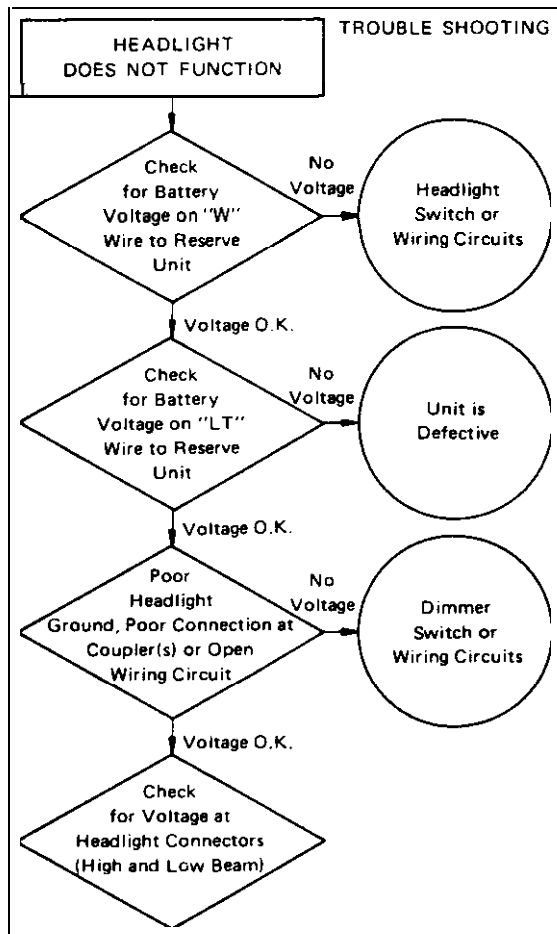 TROUBLE SHOOTING
HEADLIGHT
DOES NOT FUNCTION
Check
for Battery
Voltage on "W"
Wire to Reserve
Unit
No
Voltage
Headlight
Switch or
Wiring Circuits
Voltage O.K.
Check
for Battery
Voltage on "LT"
Wire to Reserve
Unit
No
Voltage
Unit is
Defective
Voltage O.K.
Poor
Headlight
Ground, Poor Connection at
Coupler(s) or Open
Wiring Circuit
No
Voltage
Dimmer
Switch or
Wiring Circuits
Voltage O.K.
Check
for Voltage at
Headlight Connectors
(High and Low Beam)